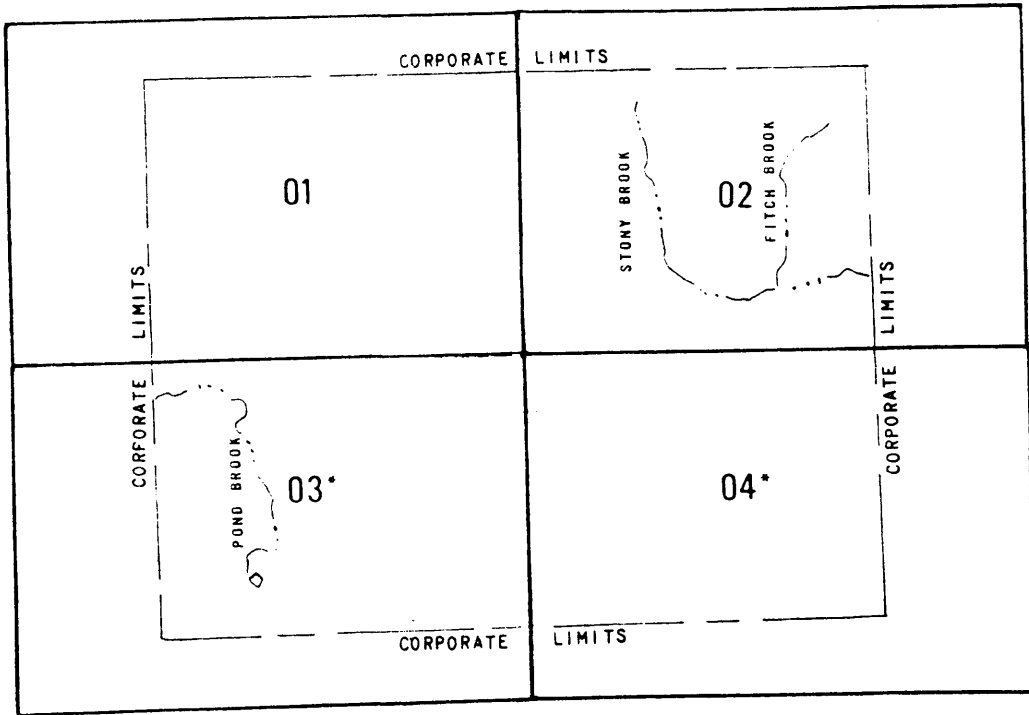 CORPORATE LIMITS
01
STONY BROOK
02
FITCH BROOK
CORPORATE LIMITS
CORPORATE LIMITS
POND BROOK
03*
04*
CORPORATE LIMITS